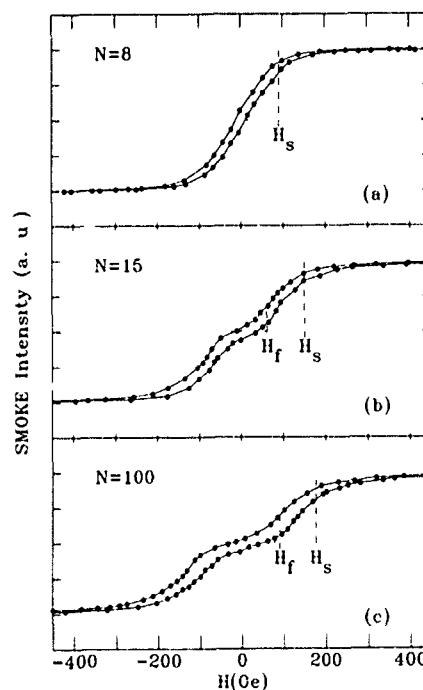 N=8
H_s
(a)
N=15
H_f
H_s
(b)
N=100
H_f
H_s
(c)
SMOKE Intensity (a. u)
-400
-200
0
200
400
H(Oe)